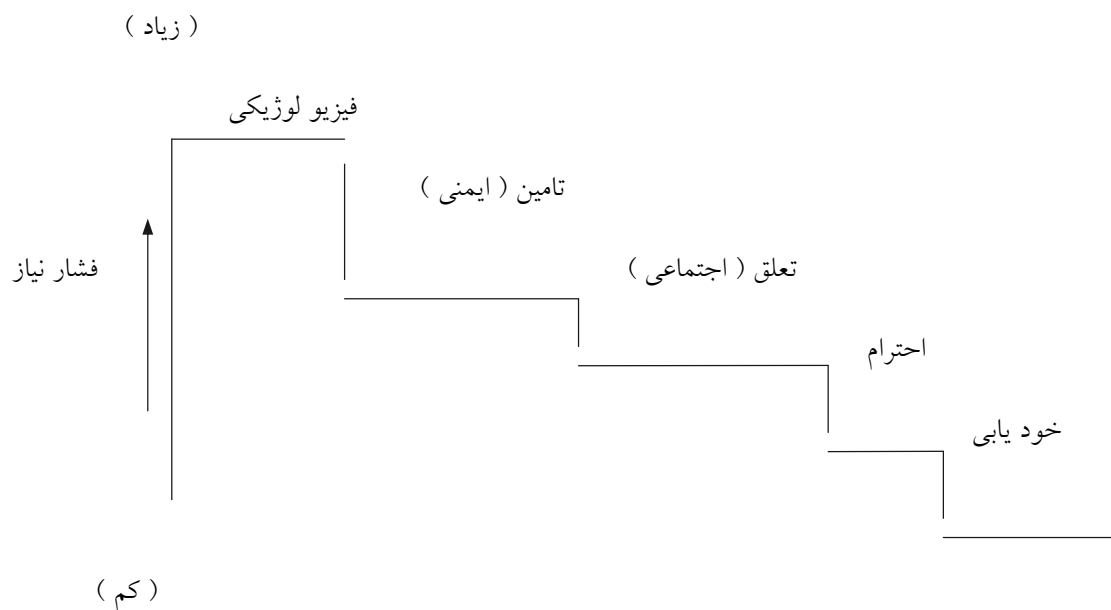 ( زیاد )
فیزیو لوژیکی
تامین ( ایمنی )
تعلق ( اجتماعی )
فشار نیاز
احترام
خود یابی
( کم )